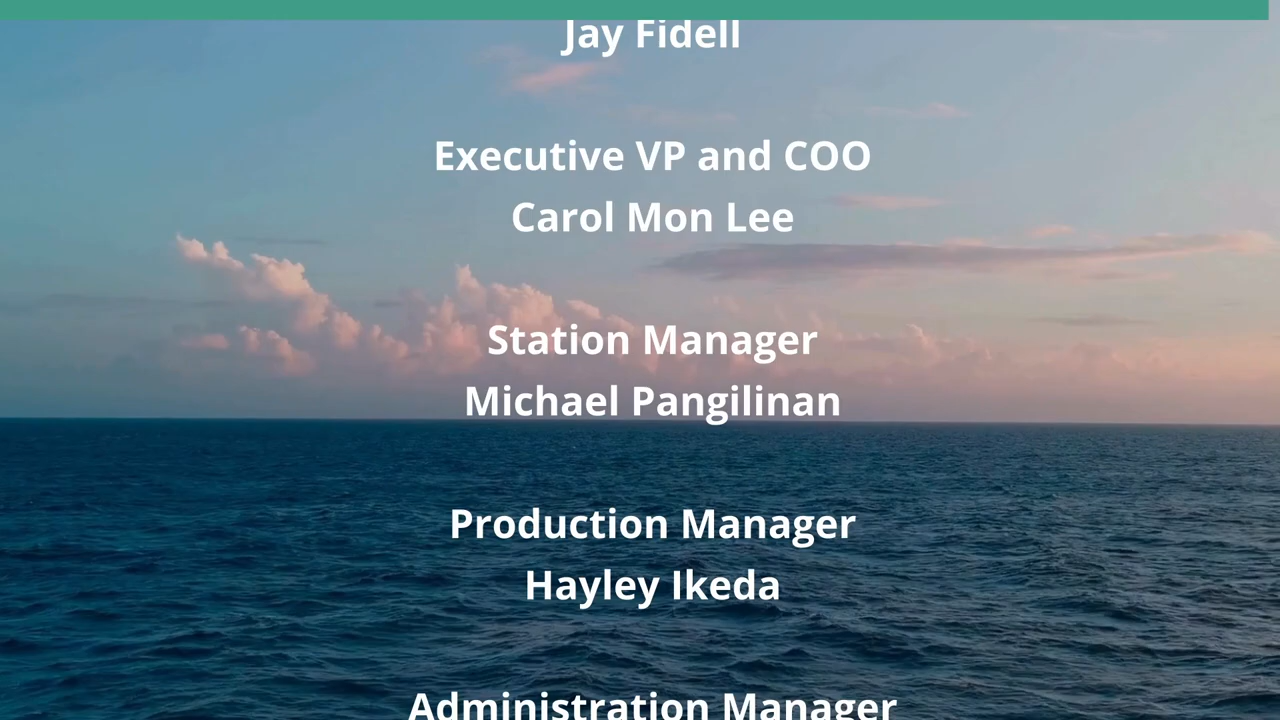 Jay Fidell
Executive VP and COO
Carol Mon Lee
Station Manager
Michael Pangilinan
Production Manager
Hayley Ikeda
Administration Manager